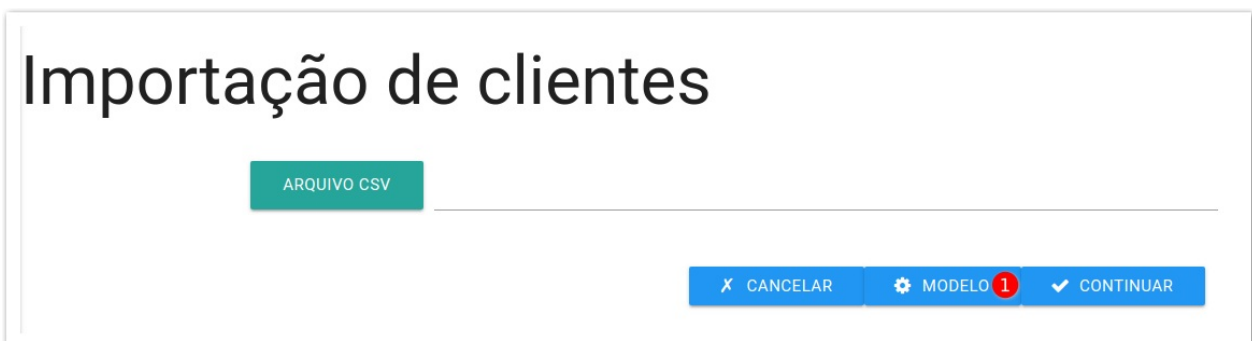 Importação de clientes
ARQUIVO CSV
✗ CANCELAR ⚙ MODELO 1 ✔ CONTINUAR